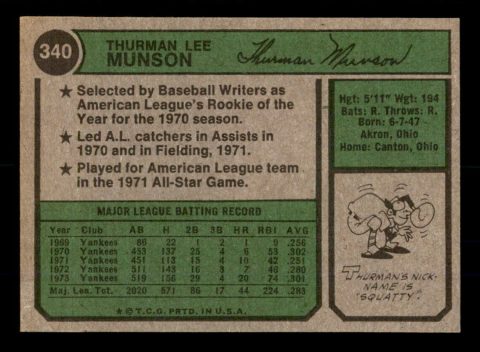 340
THURMAN LEE
MUNSON
Thurman Munson
★ Selected by Baseball Writers as
American League's Rookie of the
Year for the 1970 season.
★ Led A.L. catchers in Assists in
1970 and in Fielding, 1971.
★ Played for American League team
in the 1971 All-Star Game.
Hgt: 5'11" Wgt: 194
Bats: R. Throws: R.
Born: 6-7-47
Akron, Ohio
Home: Canton, Ohio
MAJOR LEAGUE BATTING RECORD
Year Club AB H 2B 3B HR RBI AVG
1969 Yankees 86 22 1 2 1 9 .256
1970 Yankees 453 137 25 4 6 53 .302
1971 Yankees 451 113 15 4 10 42 .251
1972 Yankees 511 143 16 3 7 46 .280
1973 Yankees 519 156 29 4 20 74 .301
Maj. Lea. Tot. 2020 571 86 17 44 224 .283
★ © T.C.G. PRTD. IN U.S.A.
THURMAN'S NICK-
NAME IS
"SQUATTY".